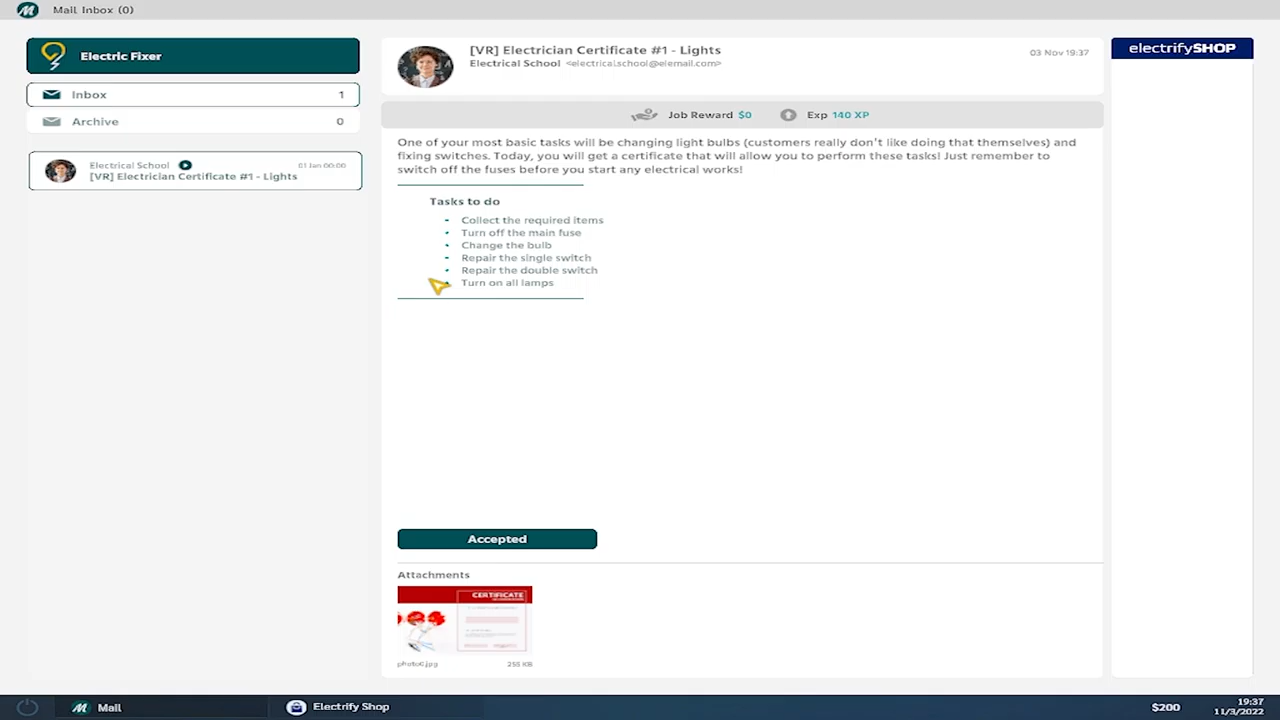 Mail. Inbox (0)
Electric Fixer
Inbox 1
Archive 0
Electrical School 01 Jan 00:00
[VR] Electrician Certificate #1 - Lights
[VR] Electrician Certificate #1 - Lights
Electrical School <electrical.school@elemail.com>
03 Nov 19:37
Job Reward $0 Exp 140 XP
One of your most basic tasks will be changing light bulbs (customers really don't like doing that themselves) and
fixing switches. Today, you will get a certificate that will allow you to perform these tasks! Just remember to
switch off the fuses before you start any electrical works!
Tasks to do
Collect the required items
Turn off the main fuse
Change the bulb
Repair the single switch
Repair the double switch
Turn on all lamps
Accepted
Attachments
CERTIFICATE
photo0.jpg 255 KB
electrifySHOP
Mail
Electrify Shop
$200
19:37
11/3/2022